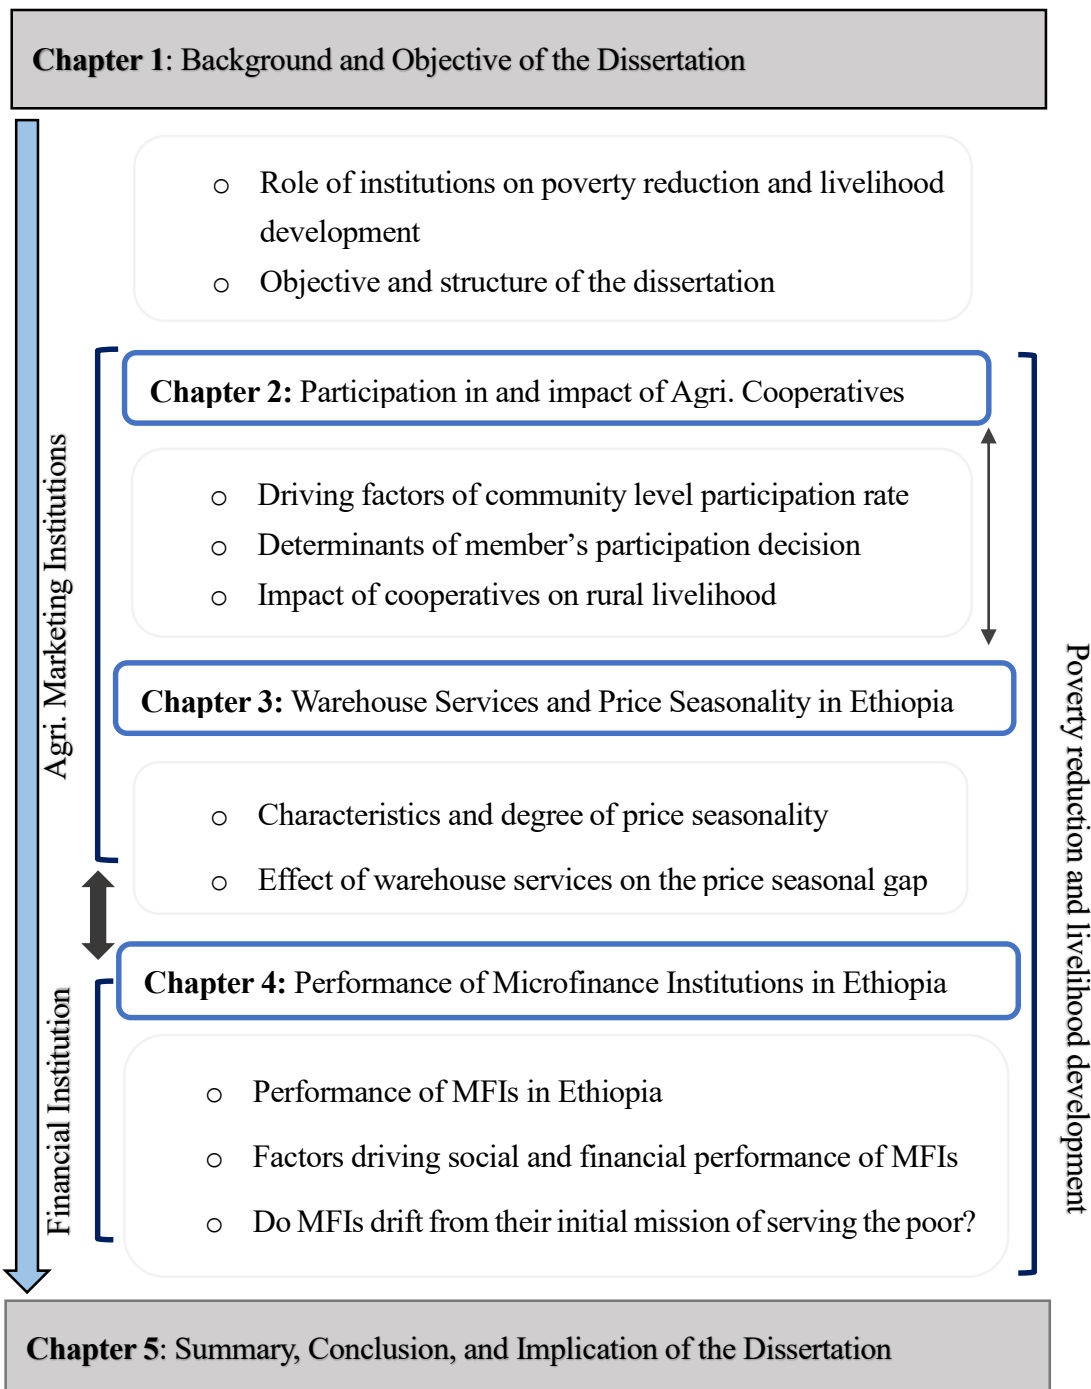 Chapter 1: Background and Objective of the Dissertation
o Role of institutions on poverty reduction and livelihood
development
o Objective and structure of the dissertation
Agri. Marketing Institutions
Chapter 2: Participation in and impact of Agri. Cooperatives
o Driving factors of community level participation rate
o Determinants of member’s participation decision
o Impact of cooperatives on rural livelihood
Chapter 3: Warehouse Services and Price Seasonality in Ethiopia
o Characteristics and degree of price seasonality
o Effect of warehouse services on the price seasonal gap
Financial Institution
Chapter 4: Performance of Microfinance Institutions in Ethiopia
o Performance of MFIs in Ethiopia
o Factors driving social and financial performance of MFIs
o Do MFIs drift from their initial mission of serving the poor?
Poverty reduction and livelihood development
Chapter 5: Summary, Conclusion, and Implication of the Dissertation